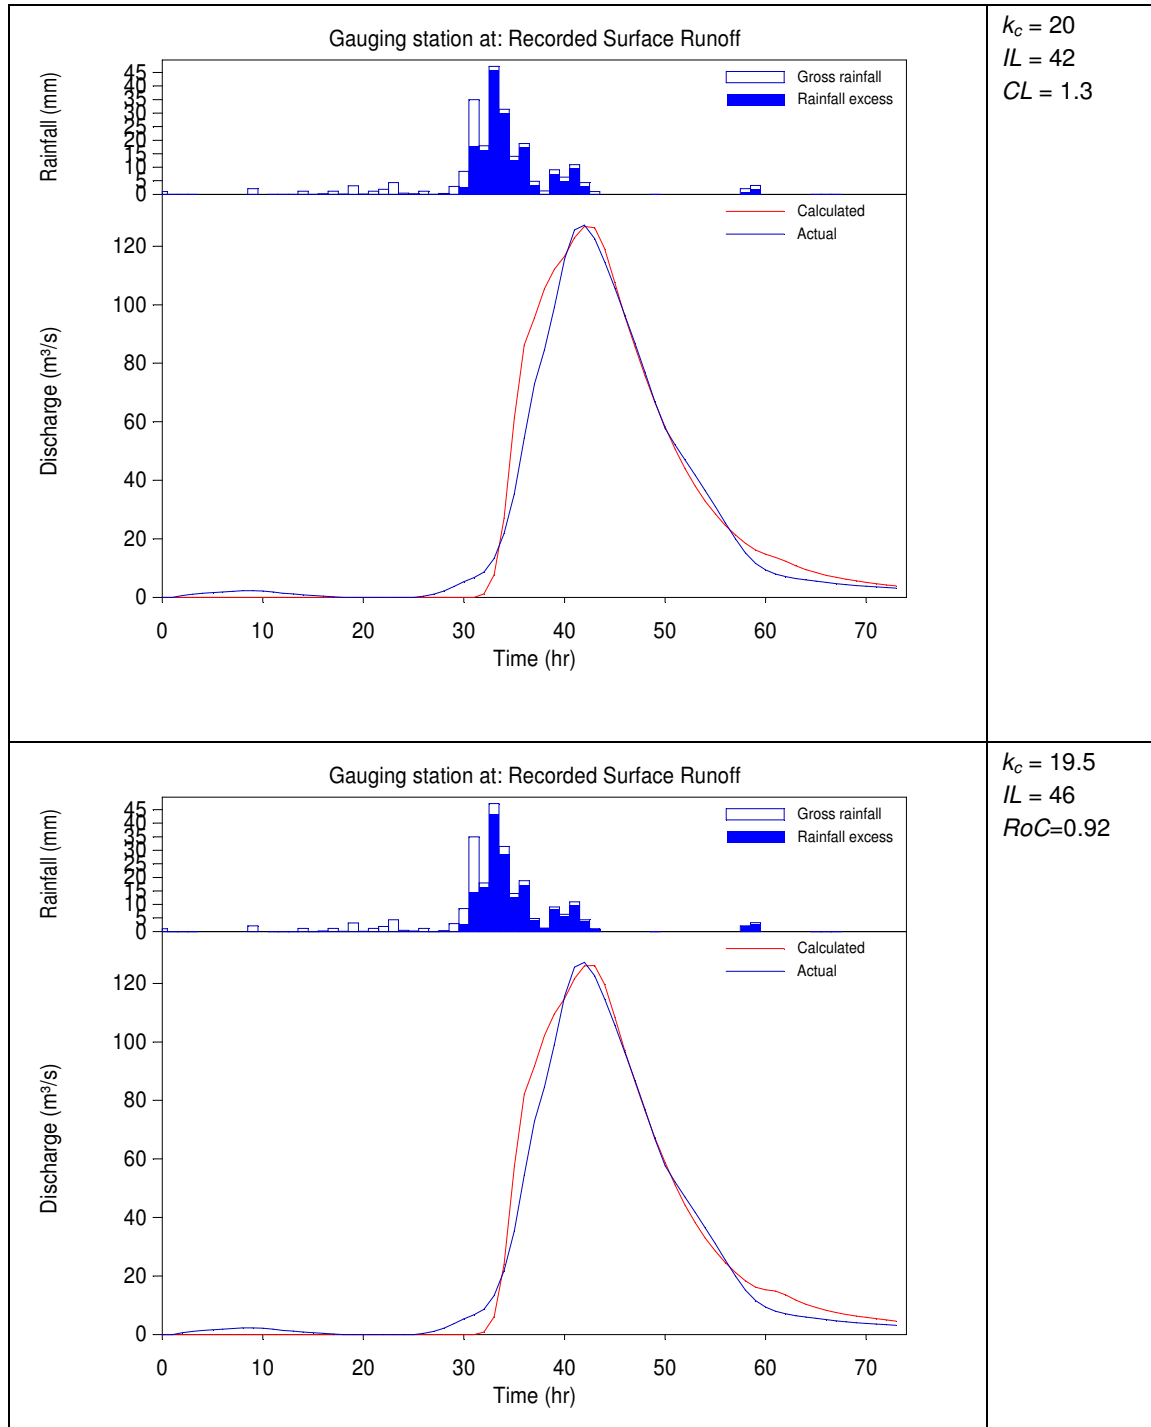 Gauging station at: Recorded Surface Runoff
Rainfall (mm)
45
40
35
30
25
20
15
10
5
0
Gross rainfall
Rainfall excess
Discharge (m³/s)
120
100
80
60
40
20
0
Calculated
Actual
0 10 20 30 40 50 60 70
Time (hr)
kc = 20
IL = 42
CL = 1.3
Gauging station at: Recorded Surface Runoff
Rainfall (mm)
45
40
35
30
25
20
15
10
5
0
Gross rainfall
Rainfall excess
Discharge (m³/s)
120
100
80
60
40
20
0
Calculated
Actual
0 10 20 30 40 50 60 70
Time (hr)
kc = 19.5
IL = 46
RoC=0.92